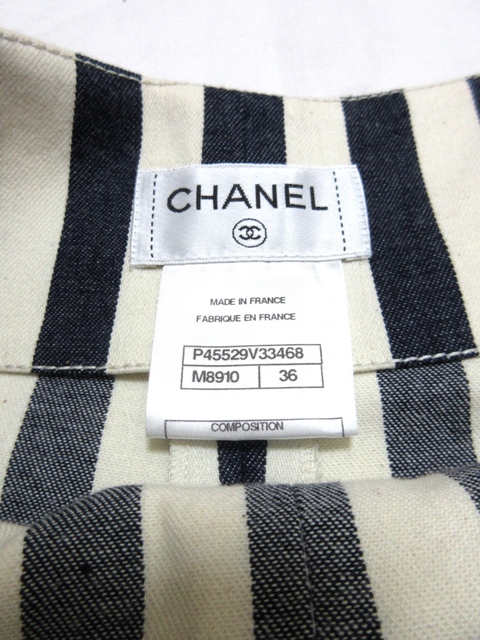 CHANEL
MADE IN FRANCE
FABRIQUE EN FRANCE
P45529V33468
M8910 36
COMPOSITION